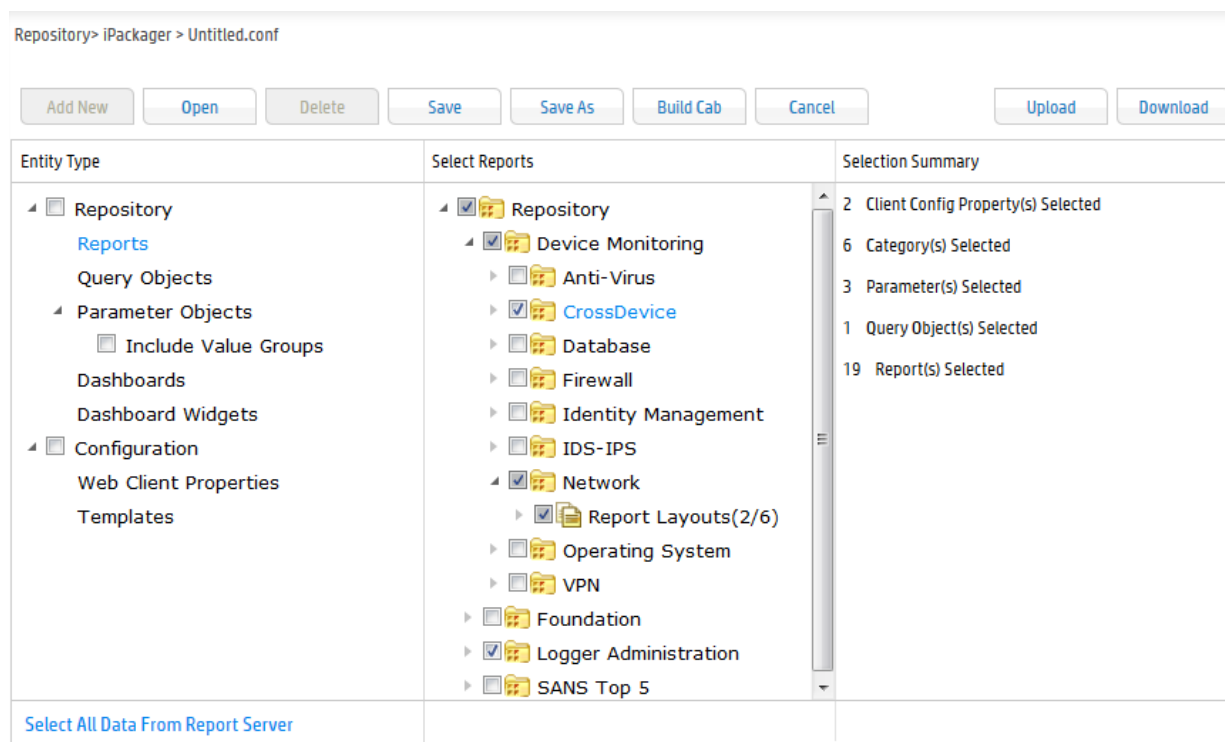 Repository> iPackager > Untitled.conf
Add New Open Delete Save Save As Build Cab Cancel Upload Download
Entity Type
Repository
Reports
Query Objects
Parameter Objects
Include Value Groups
Dashboards
Dashboard Widgets
Configuration
Web Client Properties
Templates
Select All Data From Report Server
Select Reports
Repository
Device Monitoring
Anti-Virus
CrossDevice
Database
Firewall
Identity Management
IDS-IPS
Network
Report Layouts(2/6)
Operating System
VPN
Foundation
Logger Administration
SANS Top 5
Selection Summary
2 Client Config Property(s) Selected
6 Category(s) Selected
3 Parameter(s) Selected
1 Query Object(s) Selected
19 Report(s) Selected